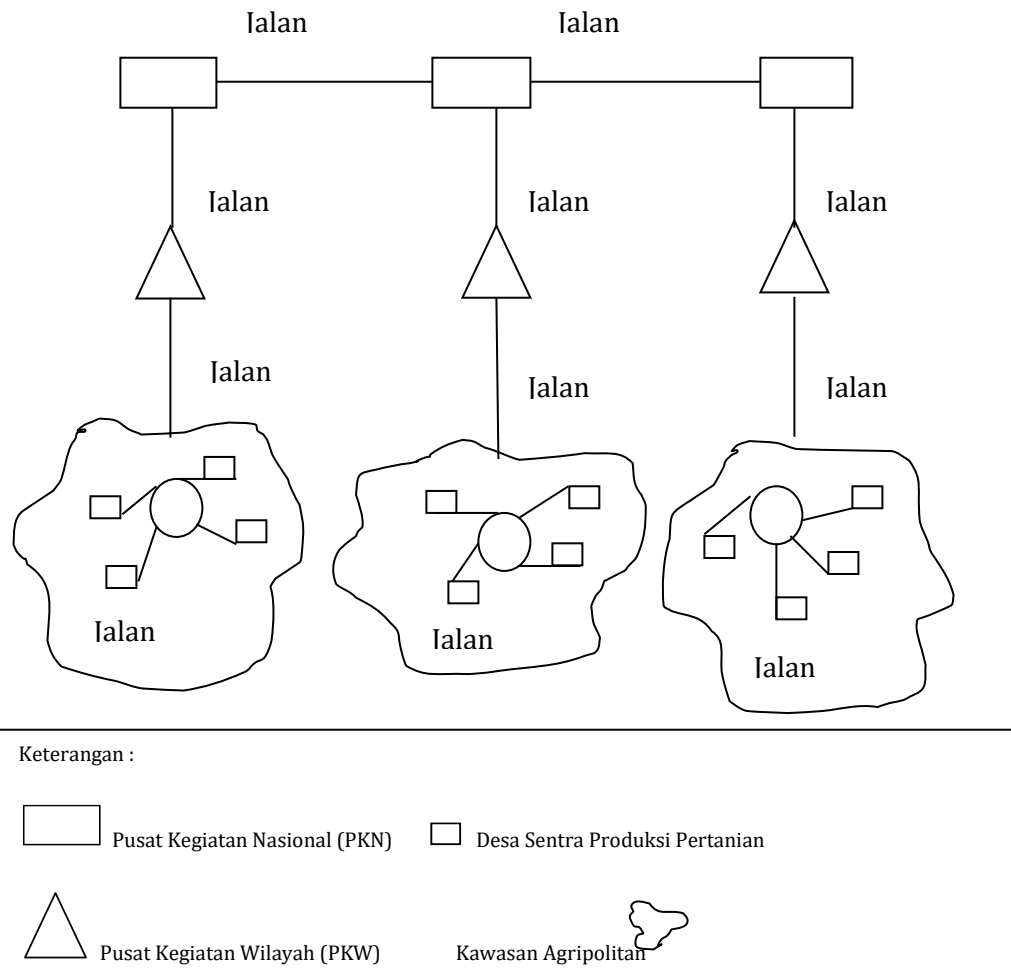 Jalan Jalan
Jalan Jalan Jalan
Jalan Jalan Jalan
Jalan Jalan Jalan
Keterangan :
Pusat Kegiatan Nasional (PKN) Desa Sentra Produksi Pertanian
Pusat Kegiatan Wilayah (PKW) Kawasan Agripolitan